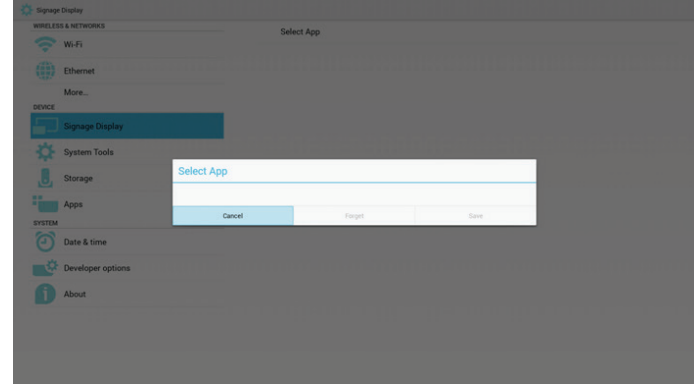 Signage Display
WIRELESS & NETWORKS
Select App
Wi-Fi
Ethernet
More...
DEVICE
Signage Display
System Tools
Select App
Storage
Apps
Cancel Forget Save
SYSTEM
Date & time
Developer options
About